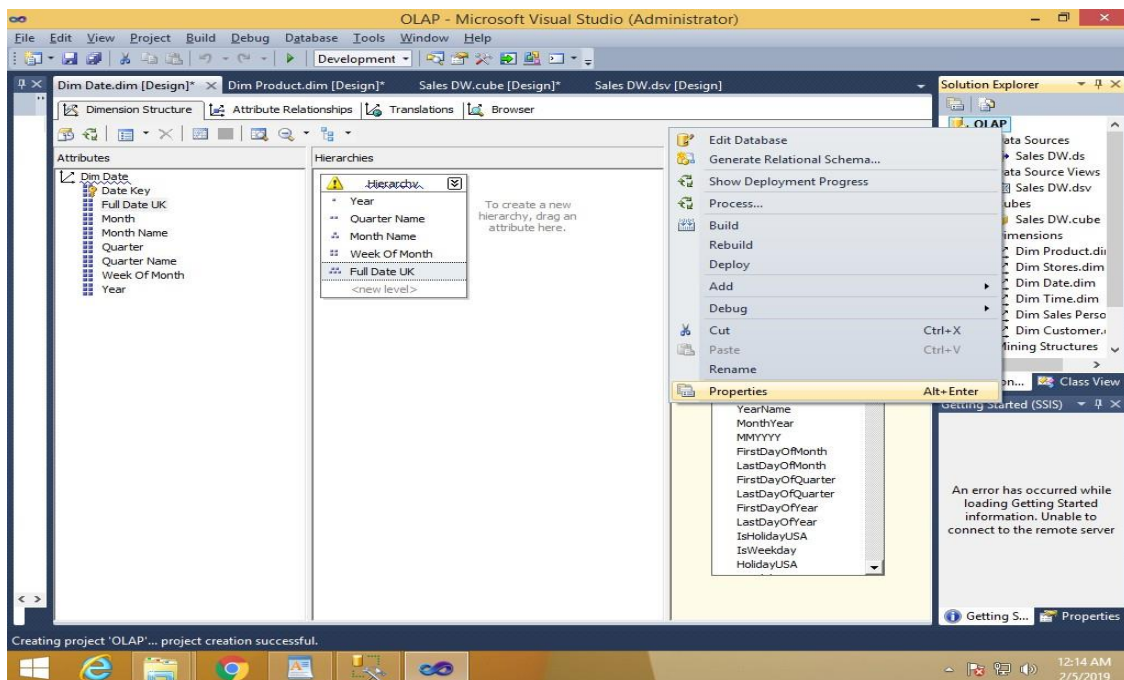 OLAP - Microsoft Visual Studio (Administrator)
File Edit View Project Build Debug Database Tools Window Help
Development
Dim Date.dim [Design]* Dim Product.dim [Design]* Sales DW.cube [Design]* Sales DW.dsv [Design]
Dimension Structure Attribute Relationships Translations Browser
Attributes
Dim Date
Date Key
Full Date UK
Month
Month Name
Quarter
Quarter Name
Week Of Month
Year
Hierarchies
Hierarchy
Year
Quarter Name
Month Name
Week Of Month
Full Date UK
<new level>
To create a new
hierarchy, drag an
attribute here.
Edit Database
Generate Relational Schema...
Show Deployment Progress
Process...
Build
Rebuild
Deploy
Add
Debug
Cut Ctrl+X
Paste Ctrl+V
Rename
Properties Alt+Enter
YearName
MonthYear
MMYYYY
FirstDayOfMonth
LastDayOfMonth
FirstDayOfQuarter
LastDayOfQuarter
FirstDayOfYear
LastDayOfYear
IsHolidayUSA
IsWeekday
HolidayUSA
Solution Explorer
OLAP
ata Sources
Sales DW.ds
ata Source Views
Sales DW.dsv
ubes
Sales DW.cube
imensions
Dim Product.di
Dim Stores.dim
Dim Date.dim
Dim Time.dim
Dim Sales Perso
Dim Customer.
ining Structures
on... Class View
Getting Started (SSIS)
An error has occurred while
loading Getting Started
information. Unable to
connect to the remote server
Getting S... Properties
Creating project 'OLAP'... project creation successful.
12:14 AM
2/5/2019